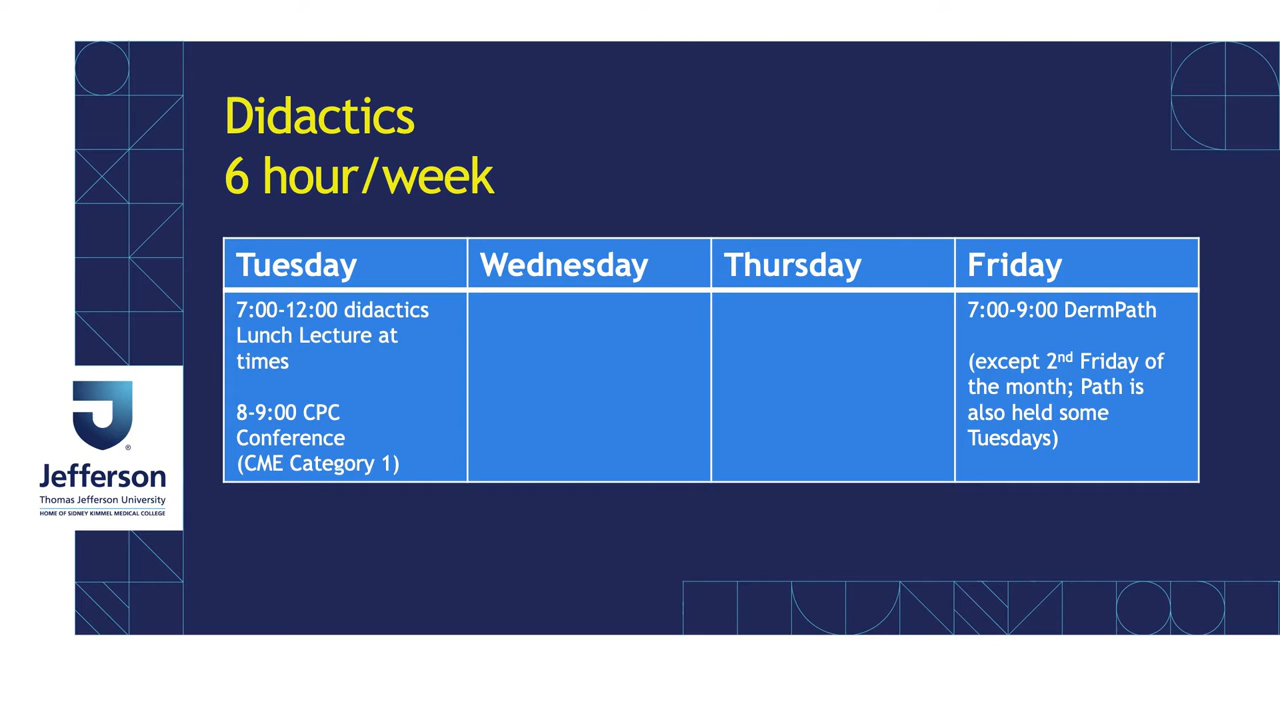 Didactics
6 hour/week
Tuesday
Wednesday
Thursday
Friday
7:00-12:00 didactics
Lunch Lecture at
times
8-9:00 CPC
Conference
(CME Category 1)
7:00-9:00 DermPath
(except 2nd Friday of
the month; Path is
also held some
Tuesdays)
Jefferson
Thomas Jefferson University
HOME OF SIDNEY KIMMEL MEDICAL COLLEGE